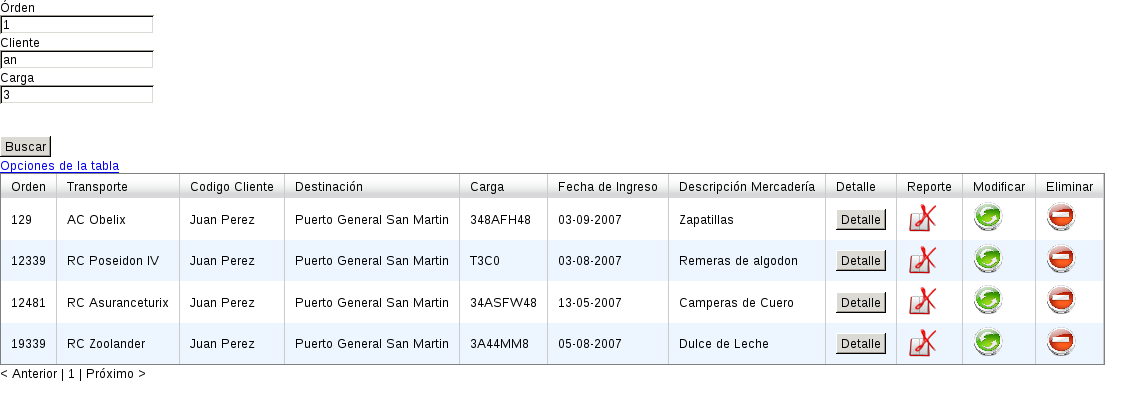 Órden
1
Cliente
an
Carga
3
Buscar
Opciones de la tabla
Orden Transporte Codigo Cliente Destinación Carga Fecha de Ingreso Descripción Mercadería Detalle Reporte Modificar Eliminar
129 AC Obelix Juan Perez Puerto General San Martin 348AFH48 03-09-2007 Zapatillas Detalle
12339 RC Poseidon IV Juan Perez Puerto General San Martin T3C0 03-08-2007 Remeras de algodon Detalle
12481 RC Asuranceturix Juan Perez Puerto General San Martin 34ASFW48 13-05-2007 Camperas de Cuero Detalle
19339 RC Zoolander Juan Perez Puerto General San Martin 3A44MM8 05-08-2007 Dulce de Leche Detalle
< Anterior | 1 | Próximo >